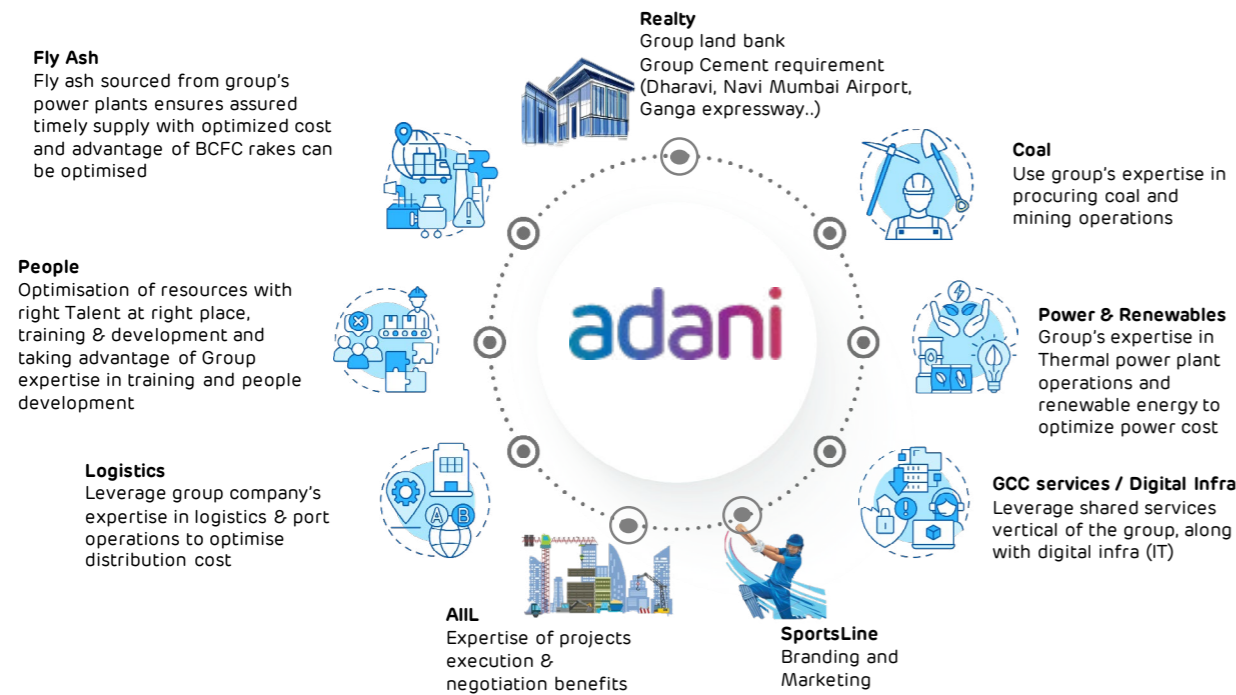 Realty
Group land bank
Group Cement requirement
(Dharavi, Navi Mumbai Airport,
Ganga expressway..)
Fly Ash
Fly ash sourced from group's
power plants ensures assured
timely supply with optimized cost
and advantage of BCFC rakes can
be optimised
Coal
Use group's expertise in
procuring coal and
mining operations
People
Optimisation of resources with
right Talent at right place,
training & development and
taking advantage of Group
expertise in training and people
development
adani
Power & Renewables
Group's expertise in
Thermal power plant
operations and
renewable energy to
optimize power cost
Logistics
Leverage group company's
expertise in logistics & port
operations to optimise
distribution cost
A B
GCC services / Digital Infra
Leverage shared services
vertical of the group, along
with digital infra (IT)
AIIL
Expertise of projects
execution &
negotiation benefits
SportsLine
Branding and
Marketing